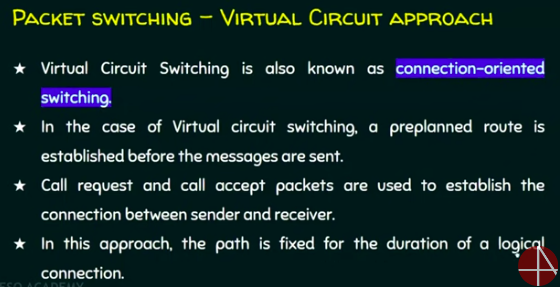 PACKET SWITCHING – VIRTUAL CIRCUIT APPROACH
★ Virtual Circuit Switching is also known as connection-oriented
switching.
★ In the case of Virtual circuit switching, a preplanned route is
established before the messages are sent.
★ Call request and call accept packets are used to establish the
connection between sender and receiver.
★ In this approach, the path is fixed for the duration of a logical
connection.
ACADEMY